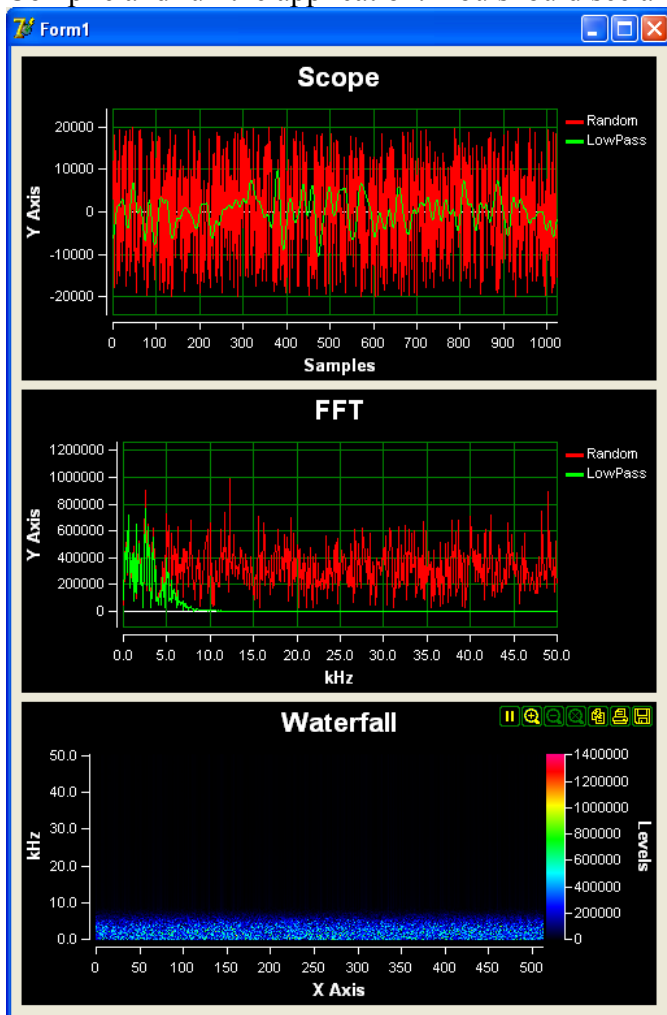 Form1
Scope
20000
10000
0
-10000
-20000
Y Axis
Random
LowPass
0 100 200 300 400 500 600 700 800 900 1000
Samples
FFT
1200000
1000000
800000
600000
400000
200000
0
Y Axis
Random
LowPass
0.0 5.0 10.0 15.0 20.0 25.0 30.0 35.0 40.0 45.0 50.0
kHz
Waterfall
50.0
40.0
30.0
20.0
10.0
0.0
kHz
1400000
1200000
1000000
800000
600000
400000
200000
0
Levels
0 50 100 150 200 250 300 350 400 450 500
X Axis